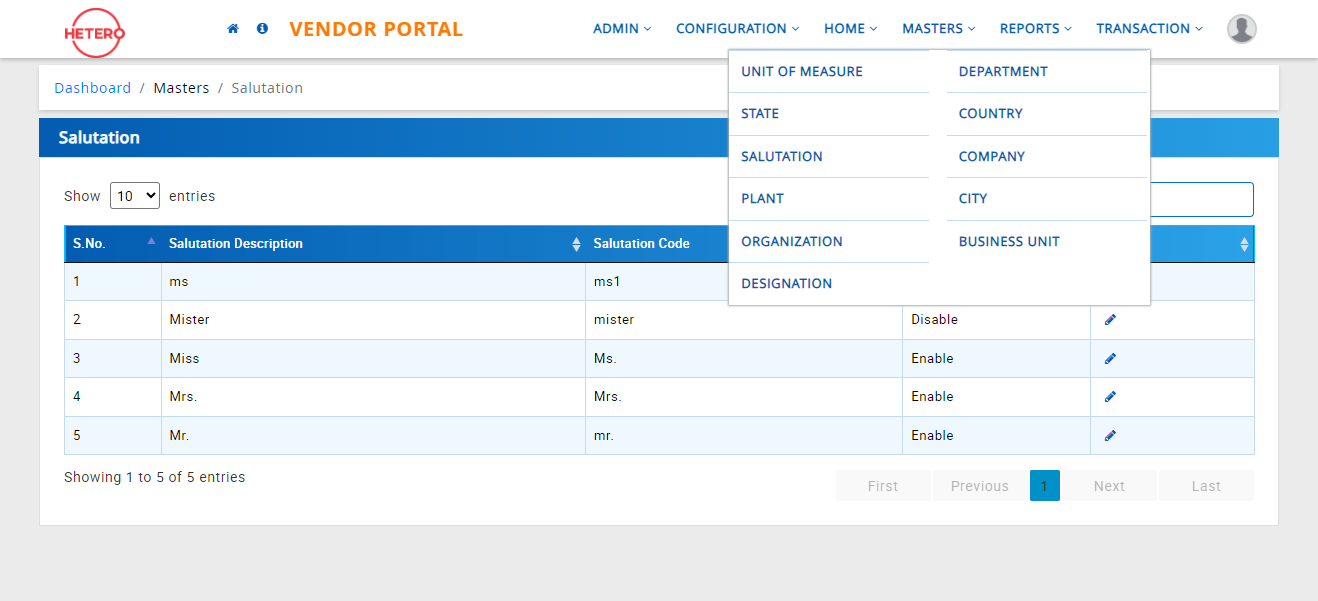 HETERO
VENDOR PORTAL
ADMIN CONFIGURATION HOME MASTERS REPORTS TRANSACTION
UNIT OF MEASURE DEPARTMENT
Dashboard / Masters / Salutation
STATE COUNTRY
Salutation
SALUTATION COMPANY
Show 10 entries
PLANT CITY
S.No. Salutation Description Salutation Code
ORGANIZATION BUSINESS UNIT
1 ms ms1
DESIGNATION
2 Mister mister Disable
3 Miss Ms. Enable
4 Mrs. Mrs. Enable
5 Mr. mr. Enable
Showing 1 to 5 of 5 entries
First Previous 1 Next Last